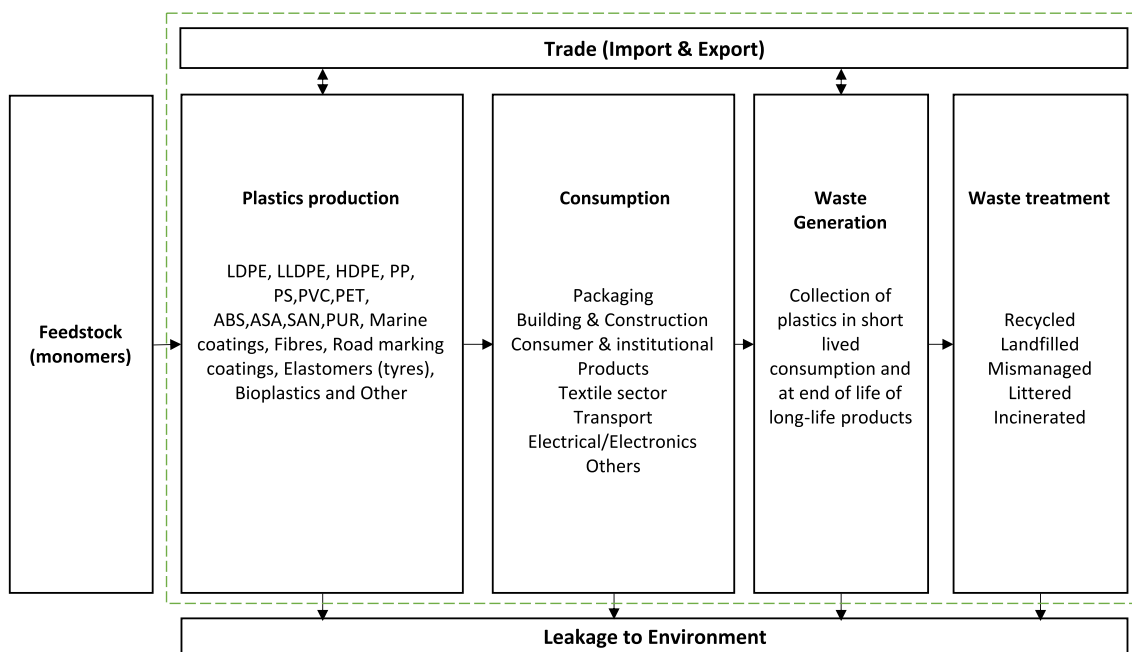 Trade (Import & Export)
Feedstock
(monomers)
Plastics production
LDPE, LLDPE, HDPE, PP,
PS,PVC,PET,
ABS,ASA,SAN,PUR, Marine
coatings, Fibres, Road marking
coatings, Elastomers (tyres),
Bioplastics and Other
Consumption
Packaging
Building & Construction
Consumer & institutional
Products
Textile sector
Transport
Electrical/Electronics
Others
Waste
Generation
Collection of
plastics in short
lived
consumption and
at end of life of
long-life products
Waste treatment
Recycled
Landfilled
Mismanaged
Littered
Incinerated
Leakage to Environment